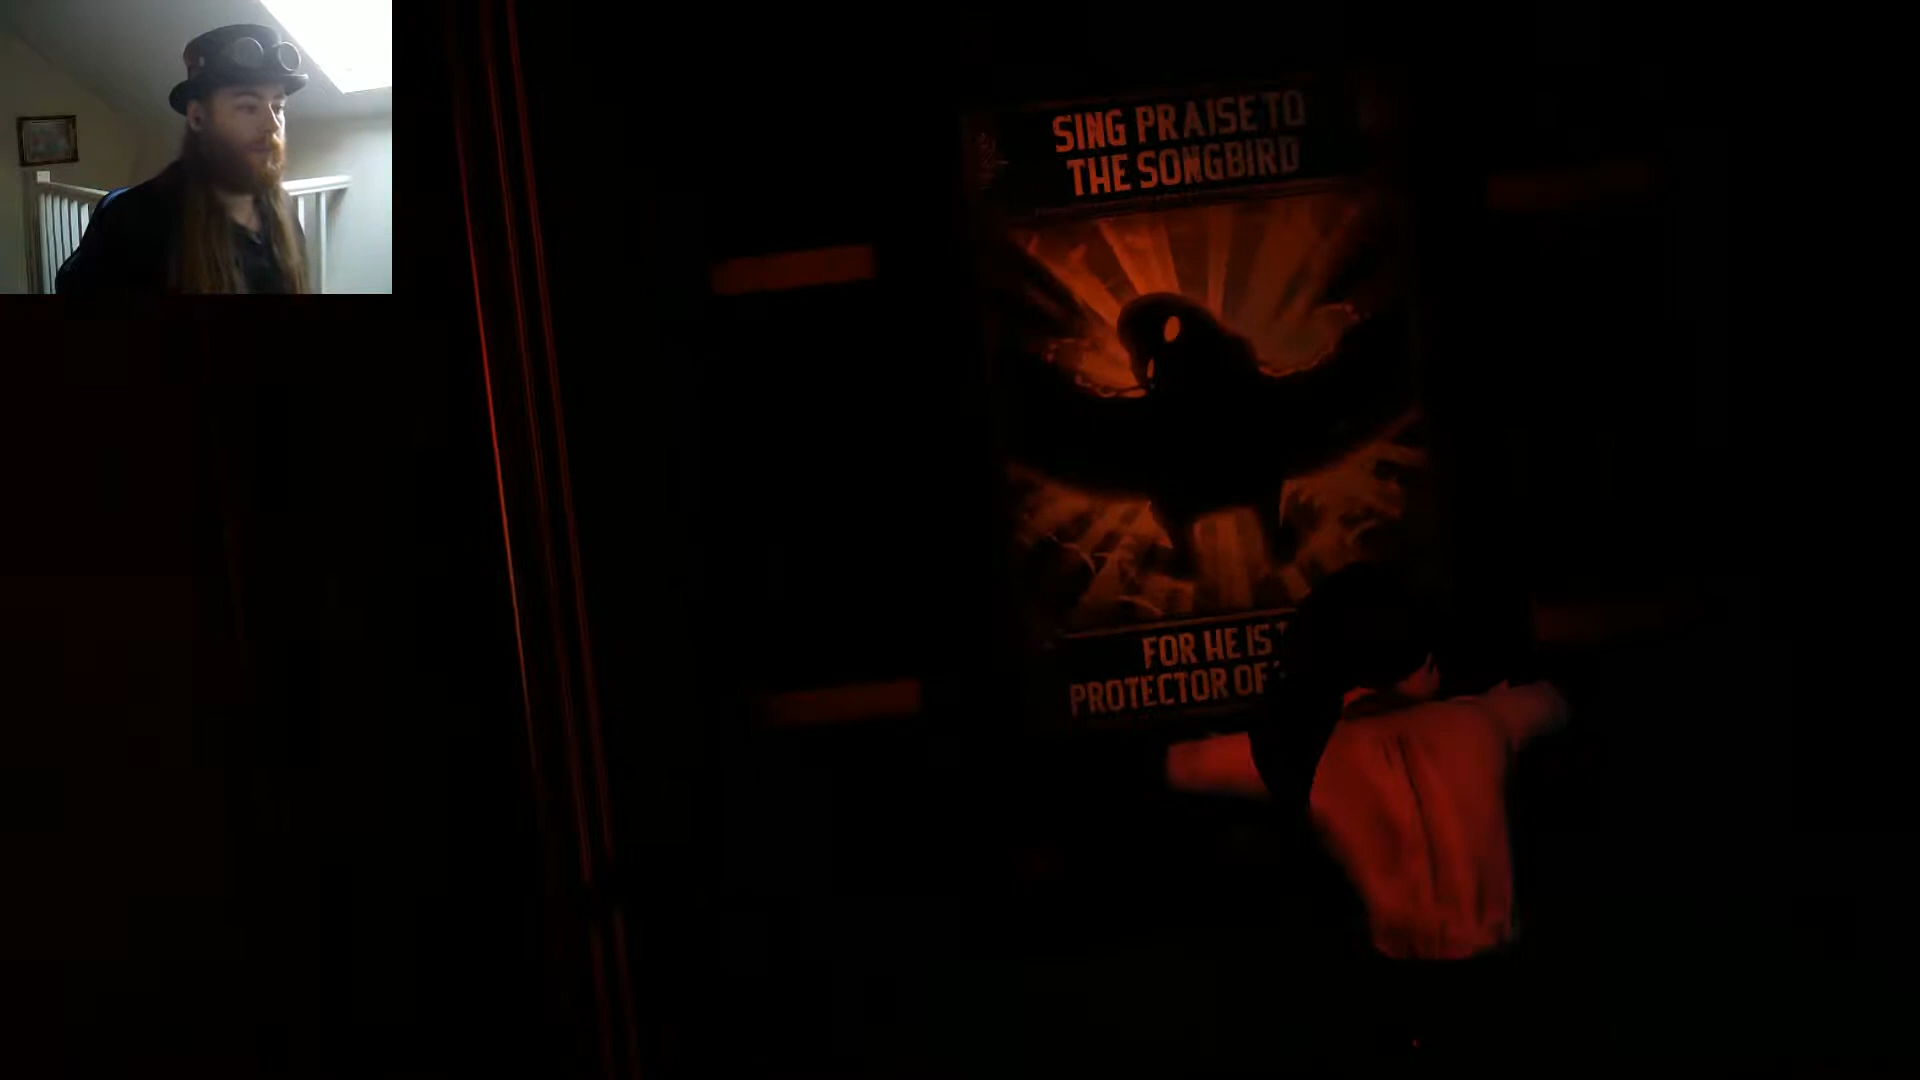 SING PRAISE TO
THE SONGBIRD
FOR HE IS
PROTECTOR OF